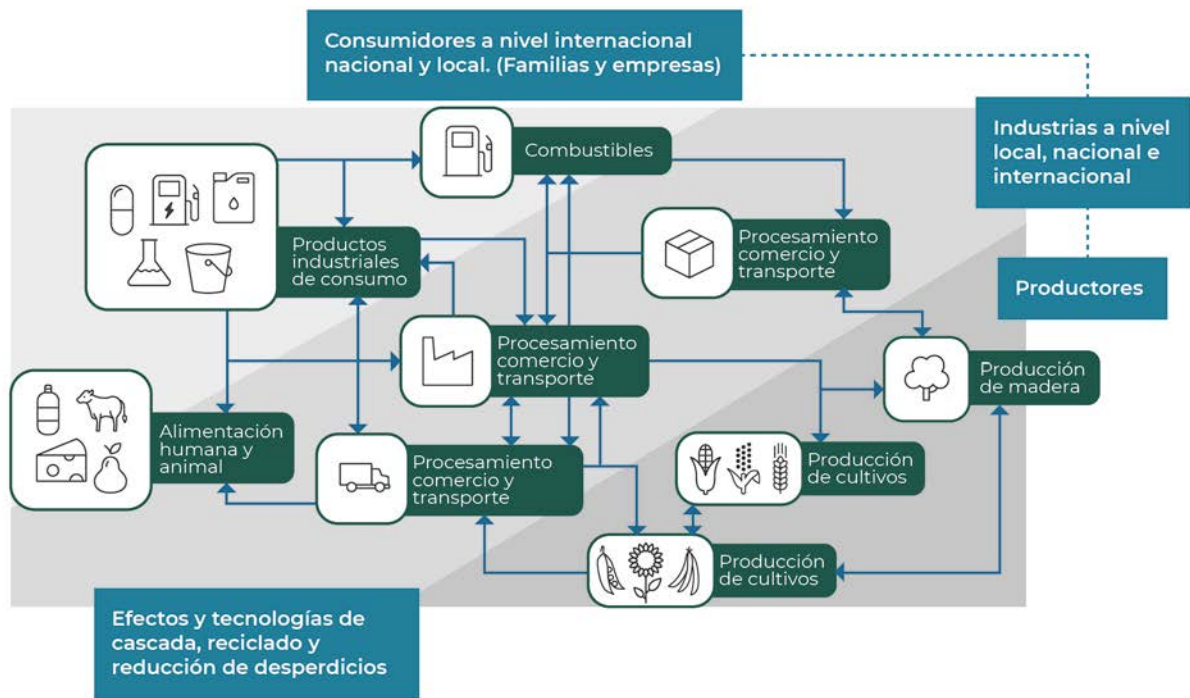 Consumidores a nivel internacional
nacional y local. (Familias y empresas)
Industrias a nivel
local, nacional e
internacional
Combustibles
Productos
industriales
de consumo
Procesamiento
comercio y
transporte
Productores
Procesamiento
comercio y
transporte
Producción
de madera
Alimentación
humana y
animal
Procesamiento
comercio y
transporte
Producción
de cultivos
Producción
de cultivos
Efectos y tecnologías de
cascada, reciclado y
reducción de desperdicios